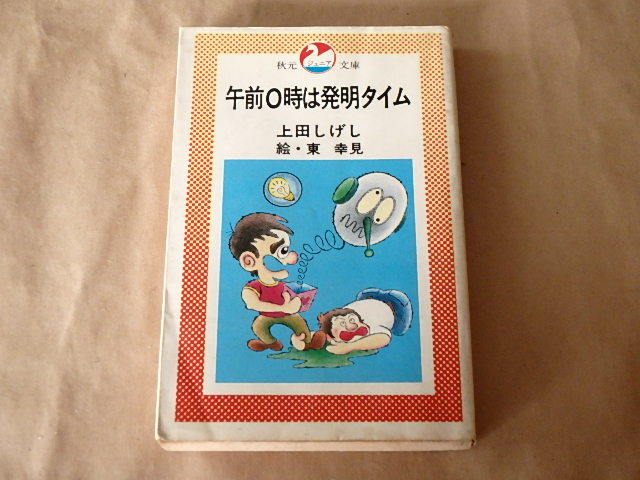 秋元 ジュニア 文庫
午前0時は発明タイム
上田しげし
絵・東 幸見